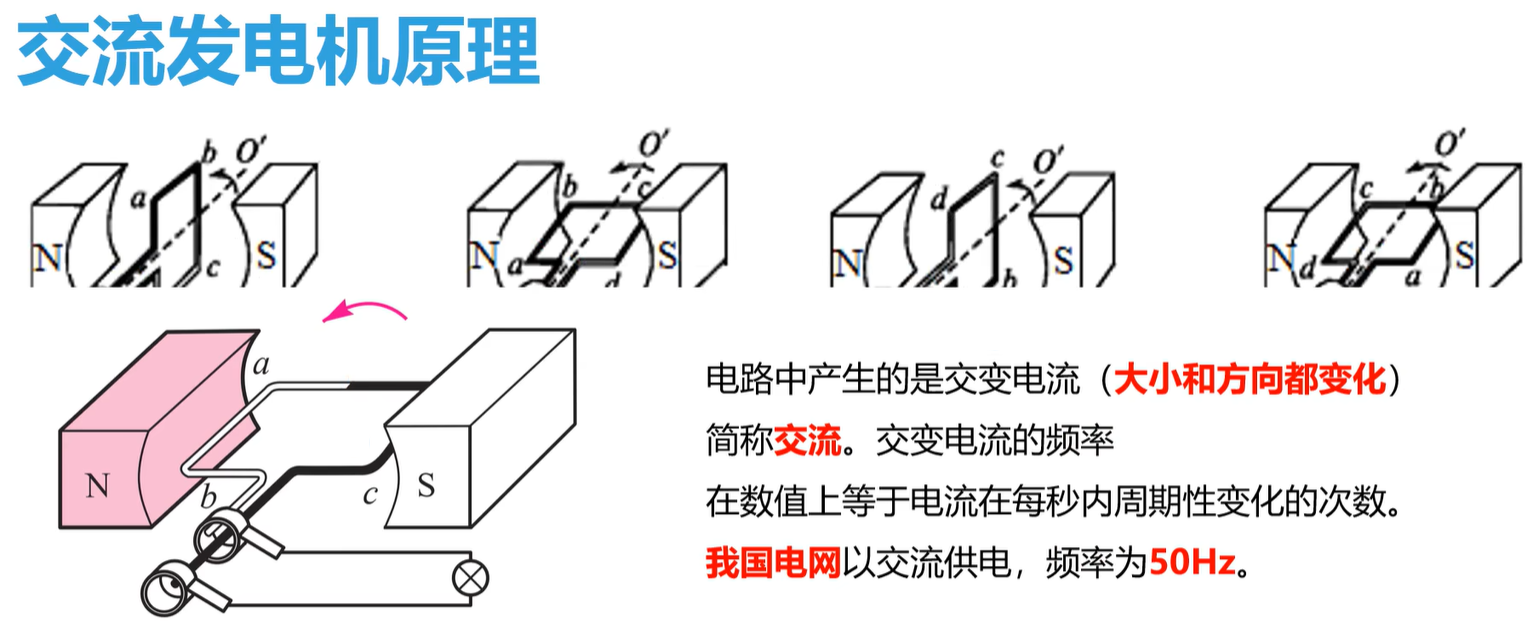 交流发电机原理
b O'
a
N c S
O'
b c
N a d S
c O'
d
N b S
O'
c b
N d a S
a
N b c S
电路中产生的是交变电流（大小和方向都变化）
简称交流。交变电流的频率
在数值上等于电流在每秒内周期性变化的次数。
我国电网以交流供电，频率为50Hz。